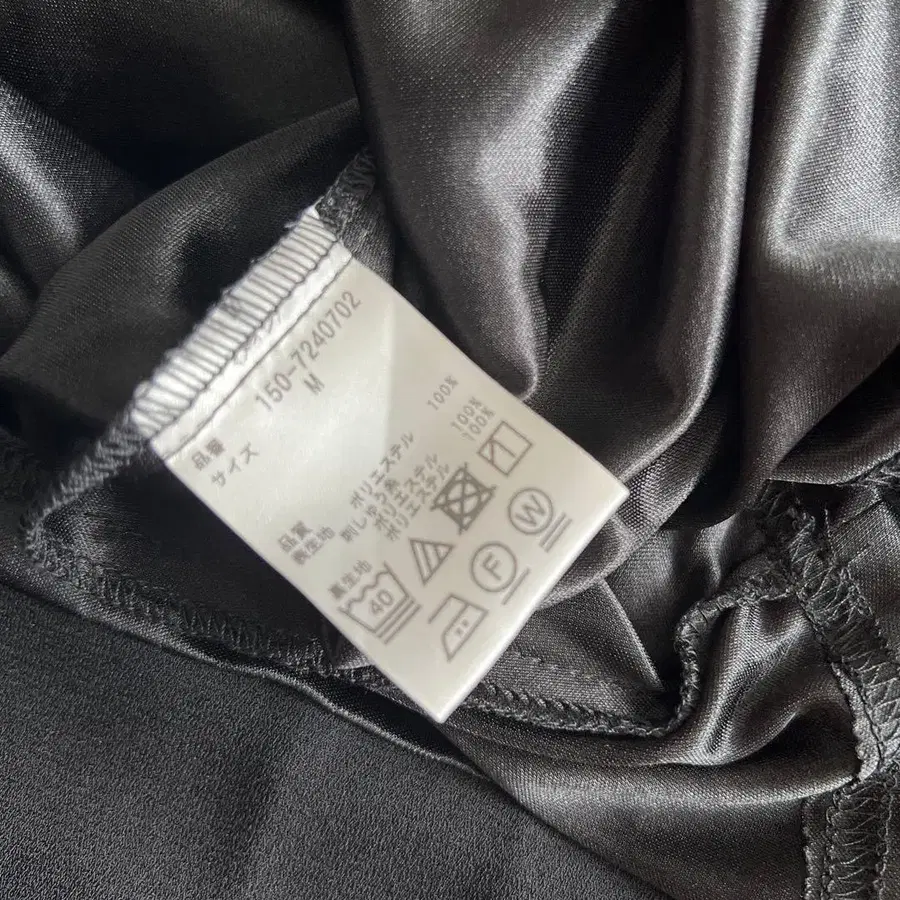 品番 150-7240702
サイズ M
品質
表生地 ポリエステル 100%
刺しゅう糸
ポリエステル 100%
裏生地 ポリエステル 100%
40
F
W